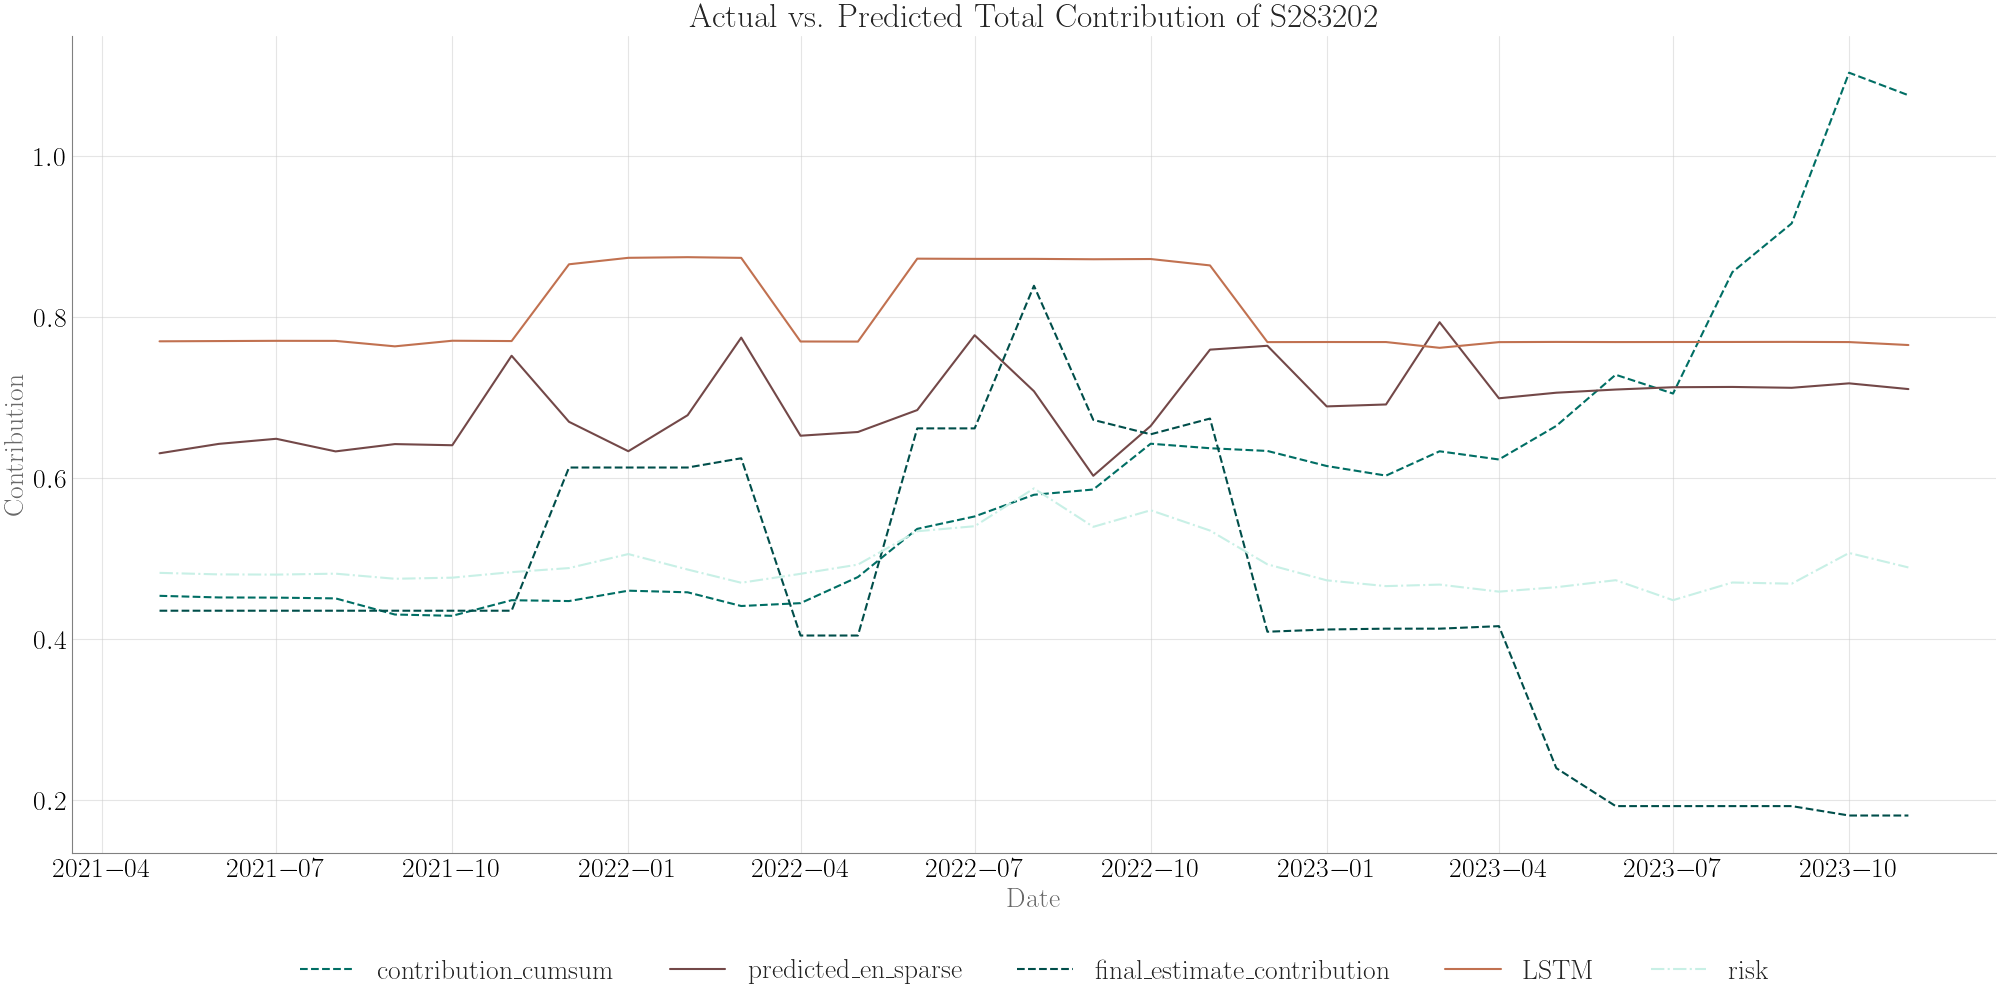 Actual vs. Predicted Total Contribution of S283202
Contribution
1.0
0.8
0.6
0.4
0.2
2021−04 2021−07 2021−10 2022−01 2022−04 2022−07 2022−10 2023−01 2023−04 2023−07 2023−10
Date
contribution_cumsum predicted_en_sparse final_estimate_contribution LSTM risk